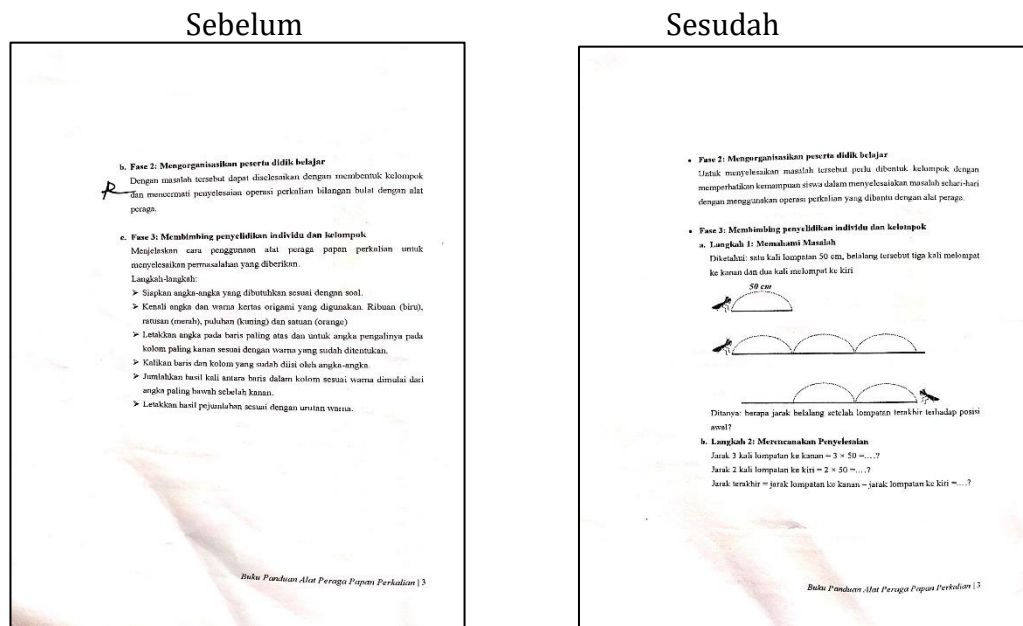 Sebelum
b. Fase 2: Mengorganisasikan peserta didik belajar
Dengan masalah tersebut dapat diselesaikan dengan membentuk kelompok
dan mencermati penyelesaian operasi perkalian bilangan bulat dengan alat
peraga.
c. Fase 3: Membimbing penyelidikan individu dan kelompok
Menjelaskan cara penggunaan alat peraga papan perkalian untuk
menyelesaikan permasalahan yang diberikan.
Langkah-langkah:
➢ Siapkan angka-angka yang dibutuhkan sesuai dengan soal.
➢ Kenali angka dan warna kertas origami yang digunakan. Ribuan (biru),
ratusan (merah), puluhan (kuning) dan satuan (orange)
➢ Letakkan angka pada baris paling atas dan untuk angka pengalinya pada
kolom paling kanan sesuai dengan warna yang sudah ditentukan.
➢ Kalikan baris dan kolom yang sudah diisi oleh angka-angka.
➢ Jumlahkan hasil kali antara baris dalam kolom sesuai warna dimulai dari
angka paling bawah sebelah kanan.
➢ Letakkan hasil pejumlahan sesuai dengan urutan warna.
Buku Panduan Alat Peraga Papan Perkalian | 3
Sesudah
• Fase 2: Mengorganisasikan peserta didik belajar
Untuk menyelesaikan masalah tersebut perlu dibentuk kelompok dengan
memperhatikan kemampuan siswa dalam menyelesaiakan masalah sehari-hari
dengan menggunakan operasi perkalian yang dibantu dengan alat peraga.
• Fase 3: Membimbing penyelidikan individu dan kelompok
a. Langkah 1: Memahami Masalah
Diketahui: satu kali lompatan 50 cm, belalang tersebut tiga kali melompat
ke kanan dan dua kali melompat ke kiri
50 cm
Ditanya: berapa jarak belalang setelah lompatan terakhir terhadap posisi
awal?
b. Langkah 2: Merencanakan Penyelesaian
Jarak 3 kali lompatan ke kanan = 3 × 50 =....?
Jarak 2 kali lompatan ke kiri = 2 × 50 =....?
Jarak terakhir = jarak lompatan ke kanan – jarak lompatan ke kiri =....?
Buku Panduan Alat Peraga Papan Perkalian | 3